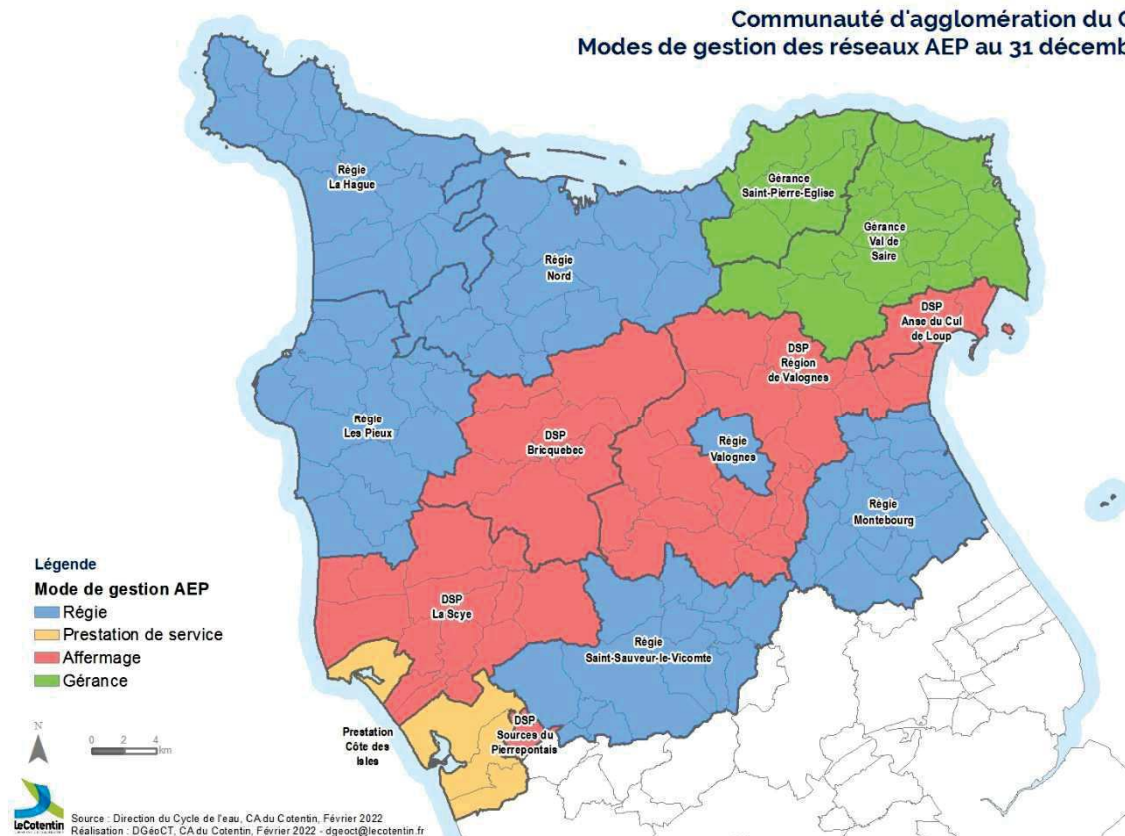 Communauté d'agglomération du C
Modes de gestion des réseaux AEP au 31 décemb
Régie
La Hague
Gérance
Saint-Pierre-Eglise
Gérance
Val de
Saire
Régie
Nord
DSP
Anse du Cul
de Loup
DSP
Région
de Valognes
Régie
Les Pieux
DSP
Bricquebec
Régie
Valognes
Régie
Montebourg
DSP
La Scye
Régie
Saint-Sauveur-le-Vicomte
DSP
Sources du
Pierrepontais
Prestation
Côte des
Isles
Légende
Mode de gestion AEP
Régie
Prestation de service
Affermage
Gérance
N
0 2 4
km
LeCotentin
Source : Direction du Cycle de l'eau, CA du Cotentin, Février 2022
Réalisation : DGéoCT, CA du Cotentin, Février 2022 - dgeoct@lecotentin.fr